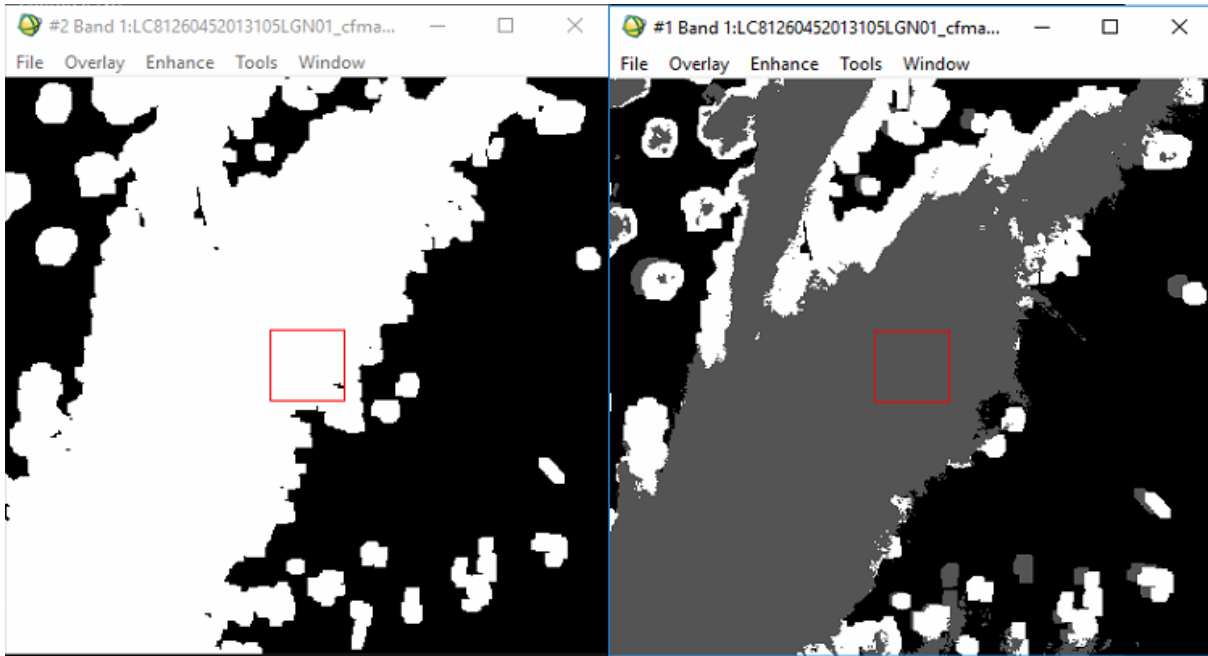 #2 Band 1:LC81260452013105LGN01_cfma...
File Overlay Enhance Tools Window
#1 Band 1:LC81260452013105LGN01_cfma...
File Overlay Enhance Tools Window